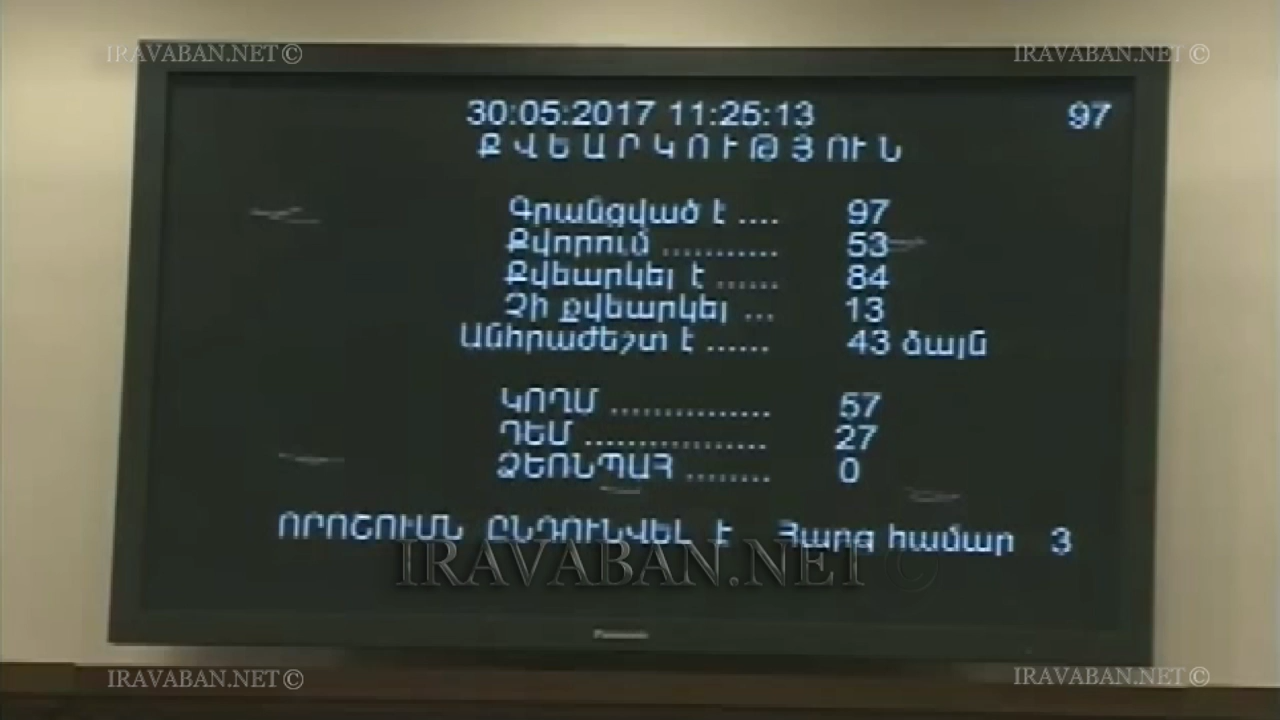 IRAVABAN.NET© IRAVABAN.NET©
30:05:2017 11:25:13 97
ՔՎԵԱՐԿՈՒԹՅՈՒՆ
Գրանցված է .... 97
Քվորում ........... 53
Քվեարկել է ...... 84
Չի քվեարկել ... 13
Անհրաժեշտ է ...... 43 ձայն
ԿՈՂՄ ............... 57
ԴԵՄ ................. 27
ՁԵՌՆՊԱՀ ........ 0
ՈՐՈՇՈՒՄՆ ԸՆԴՈՒՆՎԵԼ է Հարց համար 3
IRAVABAN.NET©
Panasonic
IRAVABAN.NET© IRAVABAN.NET©